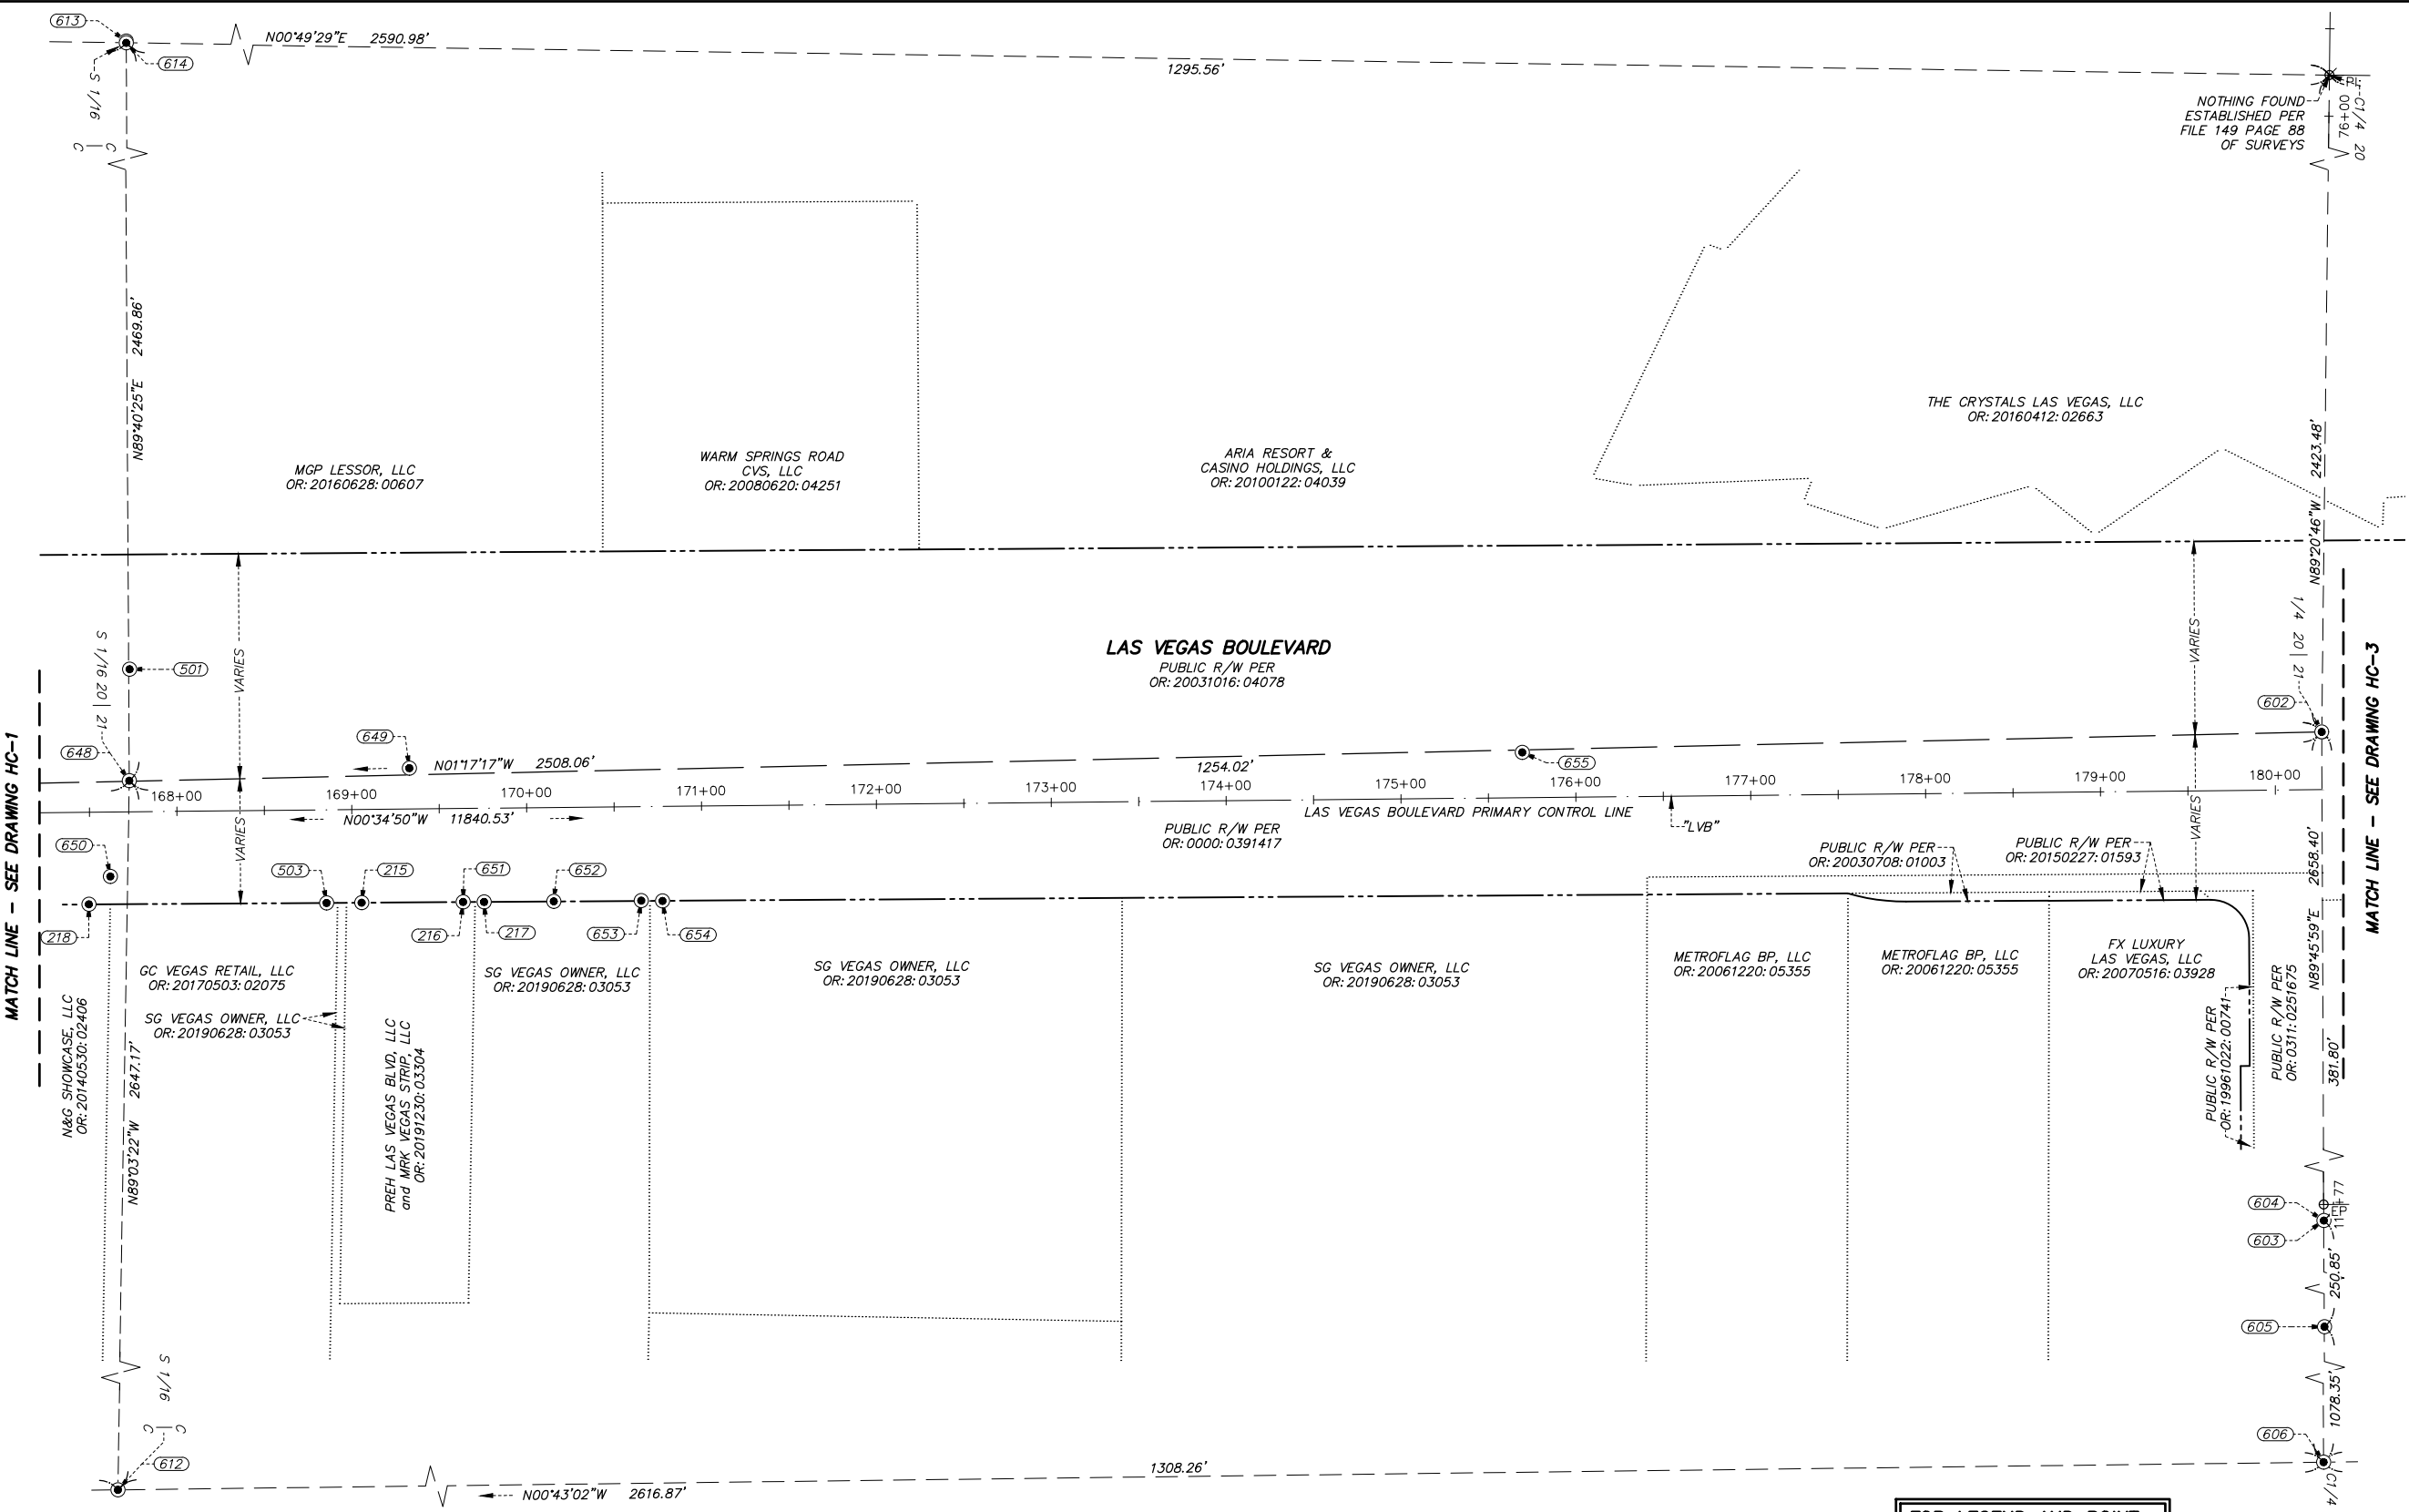 613
N00°49'29"E 2590.98'
614
S 1/16
C | C
1295.56'
NOTHING FOUND
ESTABLISHED PER
FILE 149 PAGE 88
OF SURVEYS
C1/4 20
PI
76+00
N89°40'25"E 2469.86'
MGP LESSOR, LLC
OR: 20160628: 00607
WARM SPRINGS ROAD
CVS, LLC
OR: 20080620: 04251
ARIA RESORT &
CASINO HOLDINGS, LLC
OR: 20100122: 04039
THE CRYSTALS LAS VEGAS, LLC
OR: 20160412: 02663
N89°20'46"W 2423.48'
S 1/16 20 | 21
501
VARIES
LAS VEGAS BOULEVARD
PUBLIC R/W PER
OR: 20031016: 04078
VARIES
1/4 20 | 21
602
MATCH LINE - SEE DRAWING HC-1
MATCH LINE - SEE DRAWING HC-3
648
649
N01°17'17"W 2508.06'
1254.02'
655
168+00
169+00
170+00
171+00
172+00
173+00
174+00
175+00
176+00
177+00
178+00
179+00
180+00
N00°34'50"W 11840.53'
LAS VEGAS BOULEVARD PRIMARY CONTROL LINE
"LVB"
VARIES
VARIES
PUBLIC R/W PER
OR: 0000: 0391417
PUBLIC R/W PER
OR: 20030708: 01003
PUBLIC R/W PER
OR: 20150227: 01593
650
503
215
651
652
218
216
217
653
654
N89°45'59"E 2658.40'
GC VEGAS RETAIL, LLC
OR: 20170503: 02075
SG VEGAS OWNER, LLC
OR: 20190628: 03053
SG VEGAS OWNER, LLC
OR: 20190628: 03053
SG VEGAS OWNER, LLC
OR: 20190628: 03053
SG VEGAS OWNER, LLC
OR: 20190628: 03053
METROFLAG BP, LLC
OR: 20061220: 05355
METROFLAG BP, LLC
OR: 20061220: 05355
FX LUXURY
LAS VEGAS, LLC
OR: 20070516: 03928
N&G SHOWCASE, LLC
OR: 20140530: 02406
N89°03'22"W 2647.17'
PREH LAS VEGAS BLVD, LLC
and MRK VEGAS STRIP, LLC
OR: 20191230: 03304
PUBLIC R/W PER
OR: 19961022: 00741
PUBLIC R/W PER
OR: 0311: 0251675
381.80'
604
603
EP
11+77
250.85'
605
1078.35'
606
C1/4
S 1/16
C | C
612
N00°43'02"W 2616.87'
1308.26'